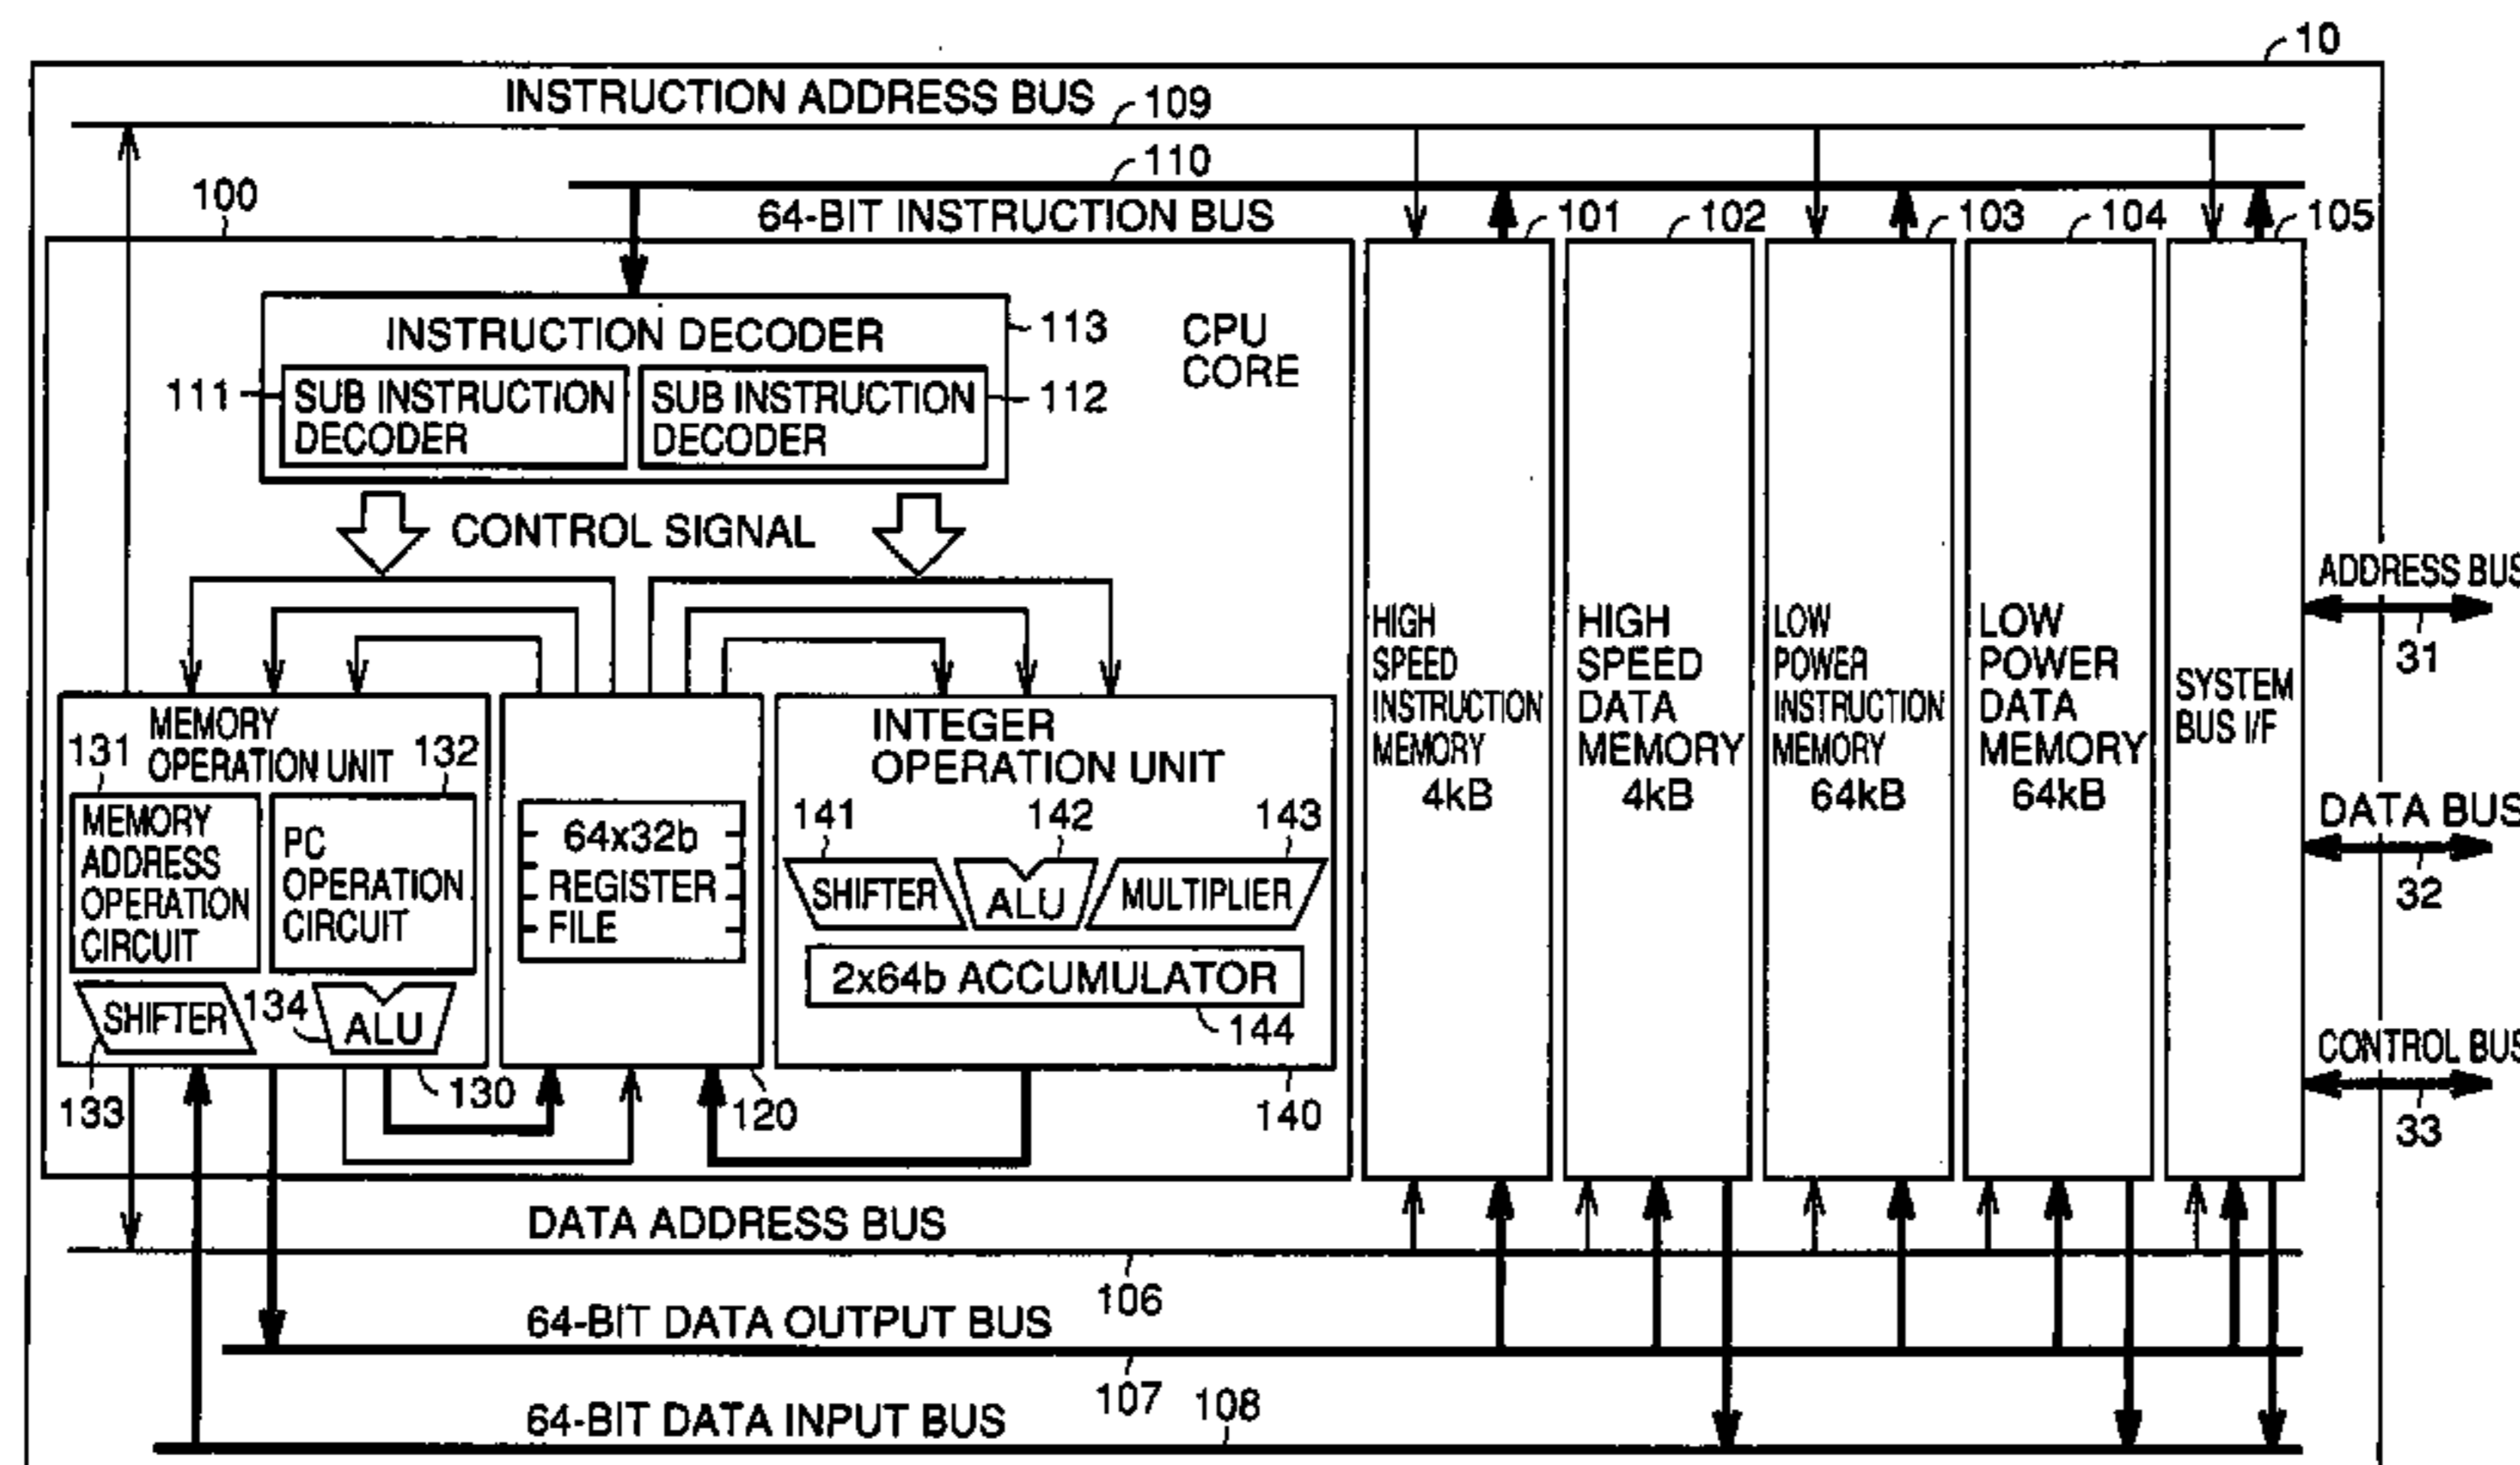 10
INSTRUCTION ADDRESS BUS
109
110
64-BIT INSTRUCTION BUS
100
101
102
103
104
105
INSTRUCTION DECODER
113
CPU
CORE
111
SUB INSTRUCTION
DECODER
SUB INSTRUCTION
DECODER
112
CONTROL SIGNAL
MEMORY
OPERATION UNIT
131
132
MEMORY
ADDRESS
OPERATION
CIRCUIT
PC
OPERATION
CIRCUIT
SHIFTER
134
ALU
133
130
64x32b
REGISTER
FILE
120
INTEGER
OPERATION UNIT
141
142
143
SHIFTER
ALU
MULTIPLIER
2x64b ACCUMULATOR
144
140
HIGH
SPEED
INSTRUCTION
MEMORY
4kB
HIGH
SPEED
DATA
MEMORY
4kB
LOW
POWER
INSTRUCTION
MEMORY
64kB
LOW
POWER
DATA
MEMORY
64kB
SYSTEM
BUS I/F
ADDRESS BUS
31
DATA BUS
32
CONTROL BUS
33
DATA ADDRESS BUS
106
64-BIT DATA OUTPUT BUS
107
64-BIT DATA INPUT BUS
108